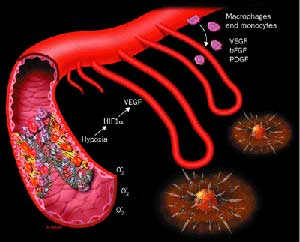 Macrophages
and monocytes
VEGF
bFGF
PDGF
VEGF
HIF1α
Hypoxia
O₂
O₂
O₂